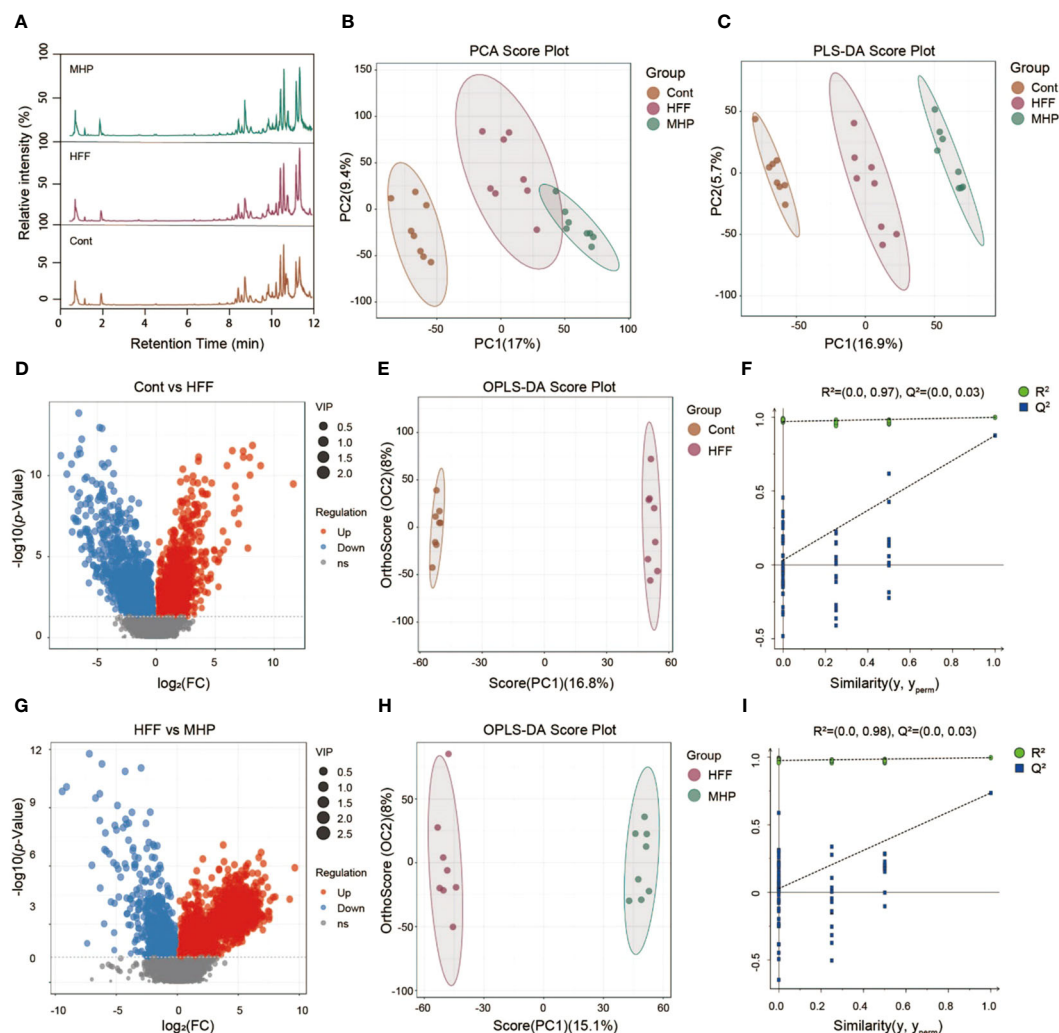 A
Relative intensity (%)
100
50
100
50
100
50
0
MHP
HFF
Cont
0 2 4 6 8 10 12
Retention Time (min)
B
PCA Score Plot
PC2(9.4%)
150
100
50
0
-50
-100
-50 0 50 100
PC1(17%)
Group
Cont
HFF
MHP
C
PLS-DA Score Plot
PC2(5.7%)
100
50
0
-50
-100
-50 0 50
PC1(16.9%)
Group
Cont
HFF
MHP
D
Cont vs HFF
-log10(p-Value)
10
5
0
-5 0 5 10
log₂(FC)
VIP
0.5
1.0
1.5
2.0
Regulation
Up
Down
ns
E
OPLS-DA Score Plot
OrthoScore (OC2)(8%)
100
50
0
-50
-100
-60 -30 0 30 60
Score(PC1)(16.8%)
Group
Cont
HFF
F
R²=(0.0, 0.97), Q²=(0.0, 0.03)
1.0
0.5
0
-0.5
0.0 0.2 0.4 0.6 0.8 1.0
Similarity(y, yperm)
R²
Q²
G
HFF vs MHP
-log10(p-Value)
12
9
6
3
0
-10 -5 0 5 10
log₂(FC)
VIP
0.5
1.0
1.5
2.0
2.5
Regulation
Up
Down
ns
H
OPLS-DA Score Plot
OrthoScore (OC2)(8%)
50
0
-50
-100
-60 -30 0 30 60
Score(PC1)(15.1%)
Group
HFF
MHP
I
R²=(0.0, 0.98), Q²=(0.0, 0.03)
1.0
0.5
0
-0.5
0.0 0.2 0.4 0.6 0.8 1.0
Similarity(y, yperm)
R²
Q²